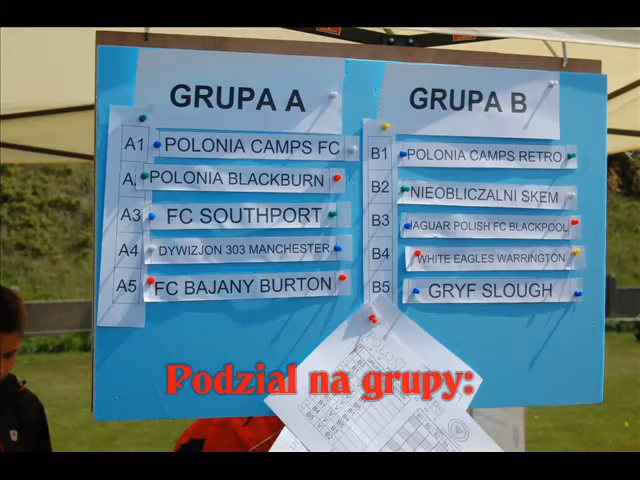 GRUPA A
A1 POLONIA CAMPS FC
A2 POLONIA BLACKBURN
A3 FC SOUTHPORT
A4 DYWIZJON 303 MANCHESTER
A5 FC BAJANY BURTON
GRUPA B
B1 POLONIA CAMPS RETRO
B2 NIEOBLICZALNI SKEM
B3 JAGUAR POLISH FC BLACKPOOL
B4 WHITE EAGLES WARRINGTON
B5 GRYF SLOUGH
Podzial na grupy: